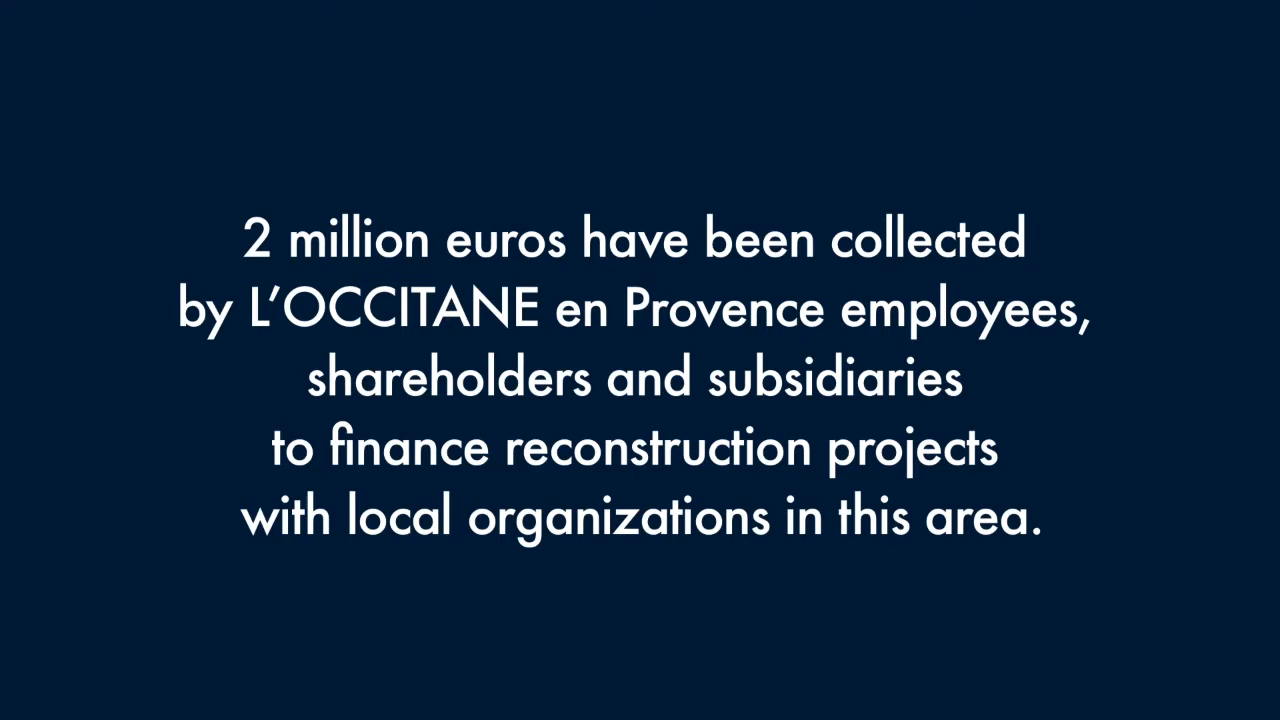 2 million euros have been collected
by L’OCCITANE en Provence employees,
shareholders and subsidiaries
to finance reconstruction projects
with local organizations in this area.